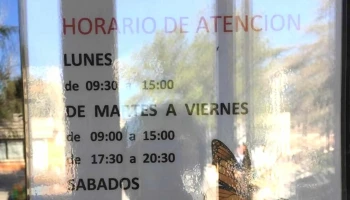 HORARIO DE ATENCION
LUNES
de 09:30 a 15:00
DE MARTES A VIERNES
de 09:00 a 15:00
de 17:30 a 20:30
SABADOS